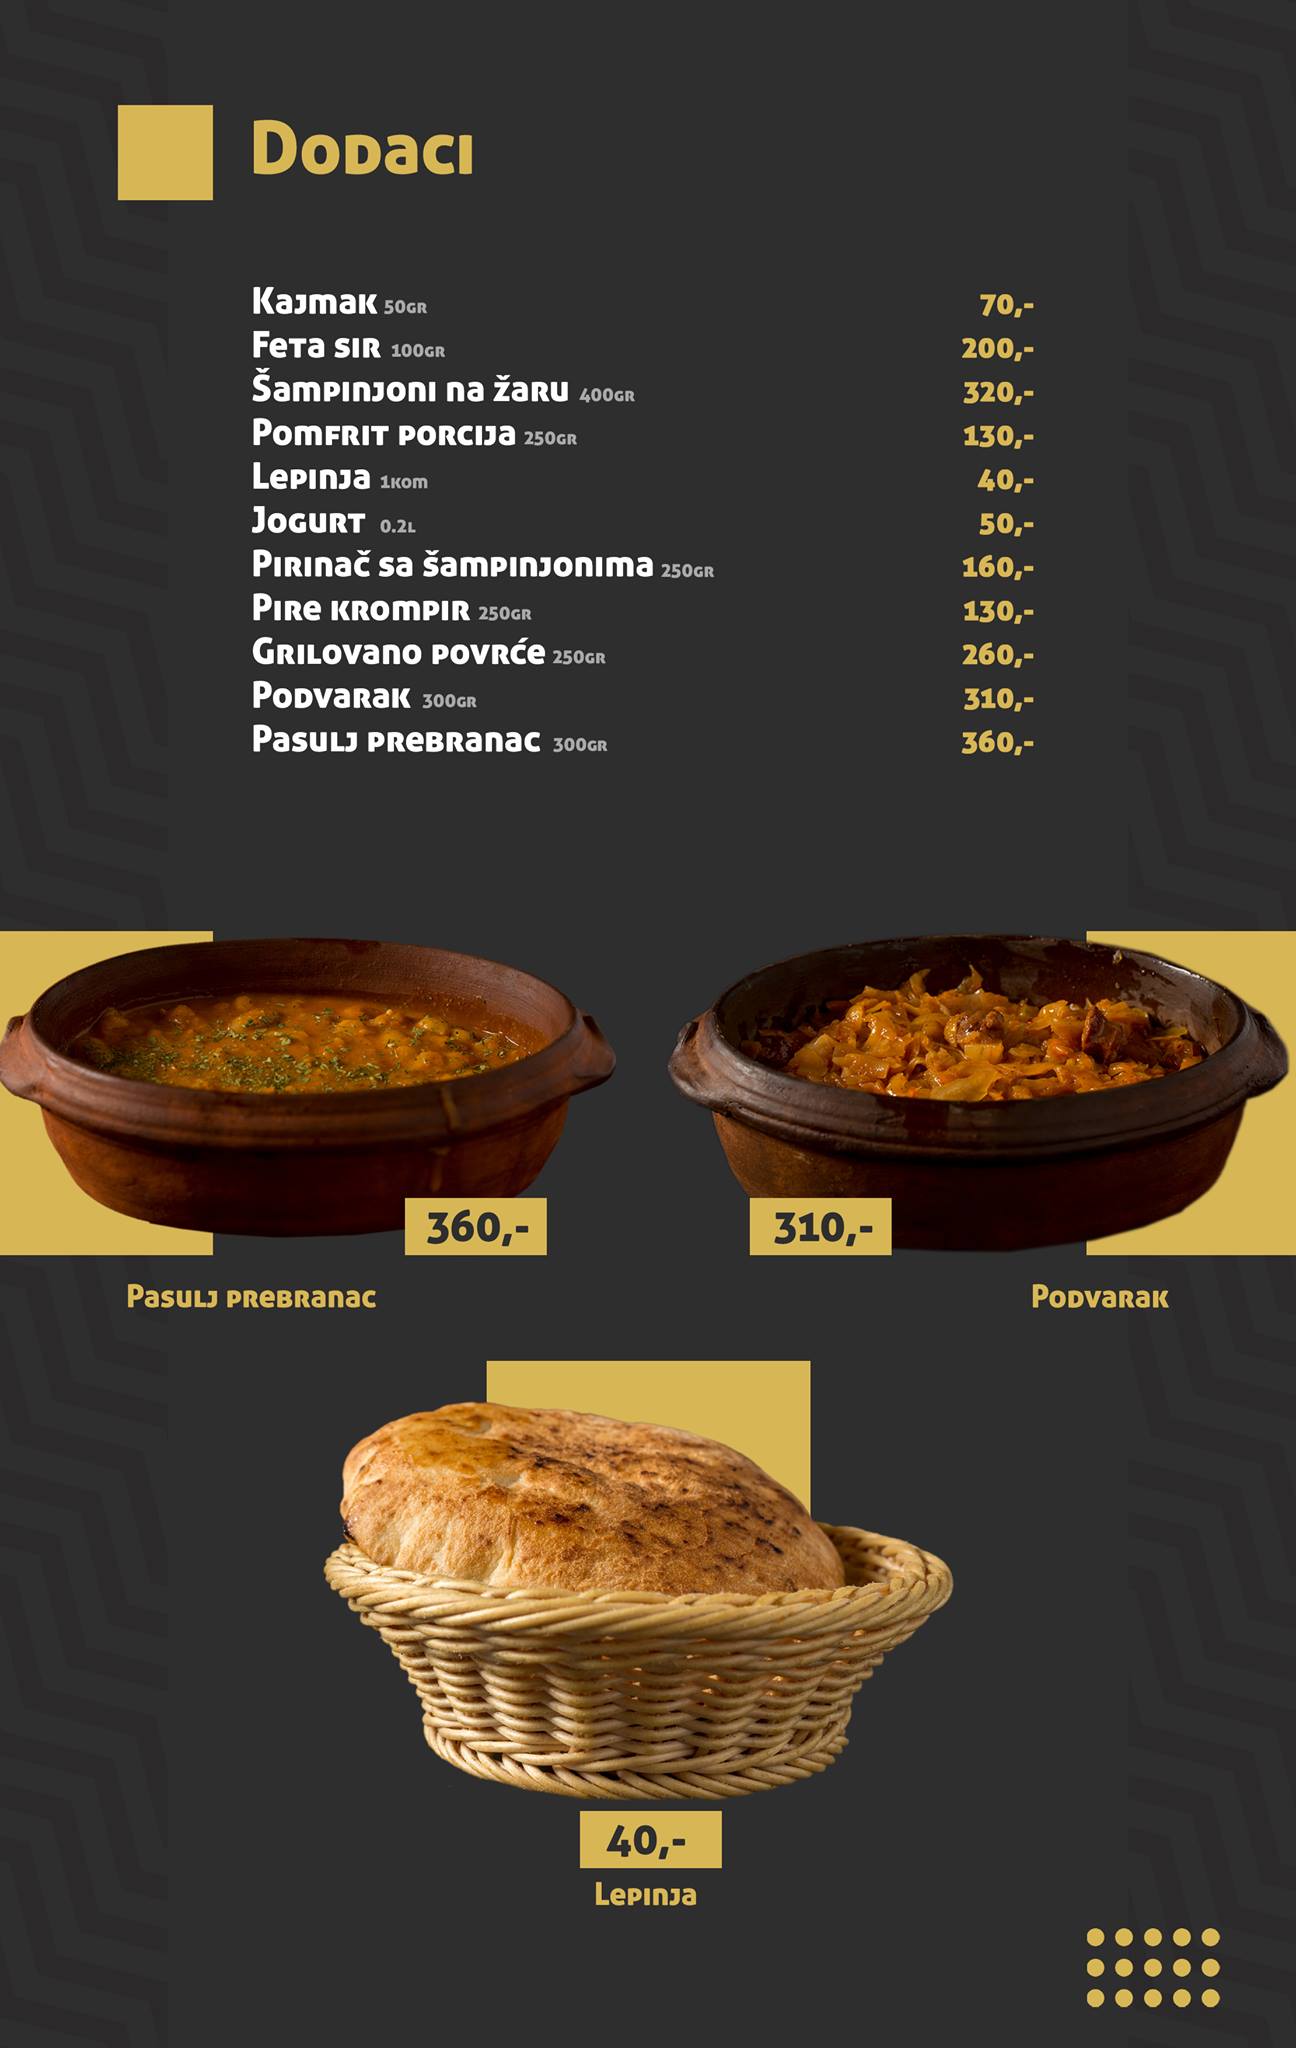 Dodaci
Kajmak 50gr 70,-
Feta sir 100gr 200,-
Šampinjoni na žaru 400gr 320,-
Pomfrit porcija 250gr 130,-
Lepinja 1kom 40,-
Jogurt 0.2l 50,-
Pirinač sa šampinjonima 250gr 160,-
Pire krompir 250gr 130,-
Grilovano povrće 250gr 260,-
Podvarak 300gr 310,-
Pasulj prebranac 300gr 360,-
360,- 310,-
Pasulj prebranac Podvarak
40,-
Lepinja